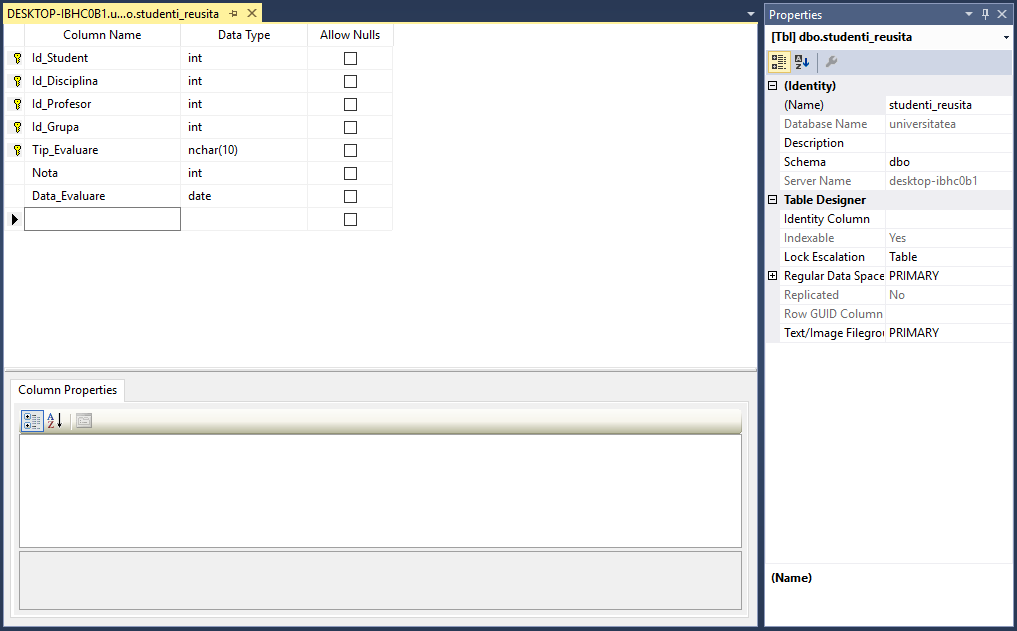 DESKTOP-IBHC0B1.u...o.studenti_reusita
Column Name Data Type Allow Nulls
Id_Student int
Id_Disciplina int
Id_Profesor int
Id_Grupa int
Tip_Evaluare nchar(10)
Nota int
Data_Evaluare date
Column Properties
Properties
[Tbl] dbo.studenti_reusita
(Identity)
(Name) studenti_reusita
Database Name universitatea
Description
Schema dbo
Server Name desktop-ibhc0b1
Table Designer
Identity Column
Indexable Yes
Lock Escalation Table
Regular Data Space PRIMARY
Replicated No
Row GUID Column
Text/Image Filegrou PRIMARY
(Name)